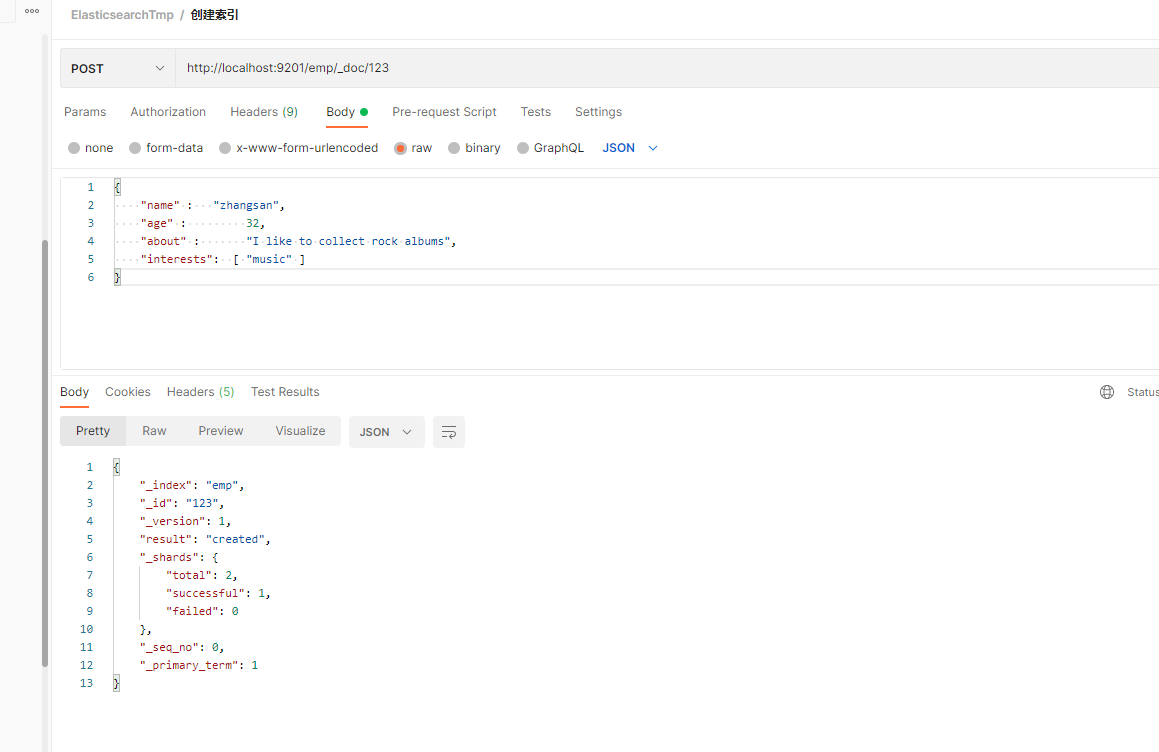 ElasticsearchTmp / 创建索引
POST http://localhost:9201/emp/_doc/123
Params Authorization Headers (9) Body Pre-request Script Tests Settings
none form-data x-www-form-urlencoded raw binary GraphQL JSON
1 {
2 "name" : "zhangsan",
3 "age" : 32,
4 "about" : "I like to collect rock albums",
5 "interests": [ "music" ]
6 }
Body Cookies Headers (5) Test Results Status
Pretty Raw Preview Visualize JSON
1 {
2 "_index": "emp",
3 "_id": "123",
4 "_version": 1,
5 "result": "created",
6 "_shards": {
7 "total": 2,
8 "successful": 1,
9 "failed": 0
10 },
11 "_seq_no": 0,
12 "_primary_term": 1
13 }